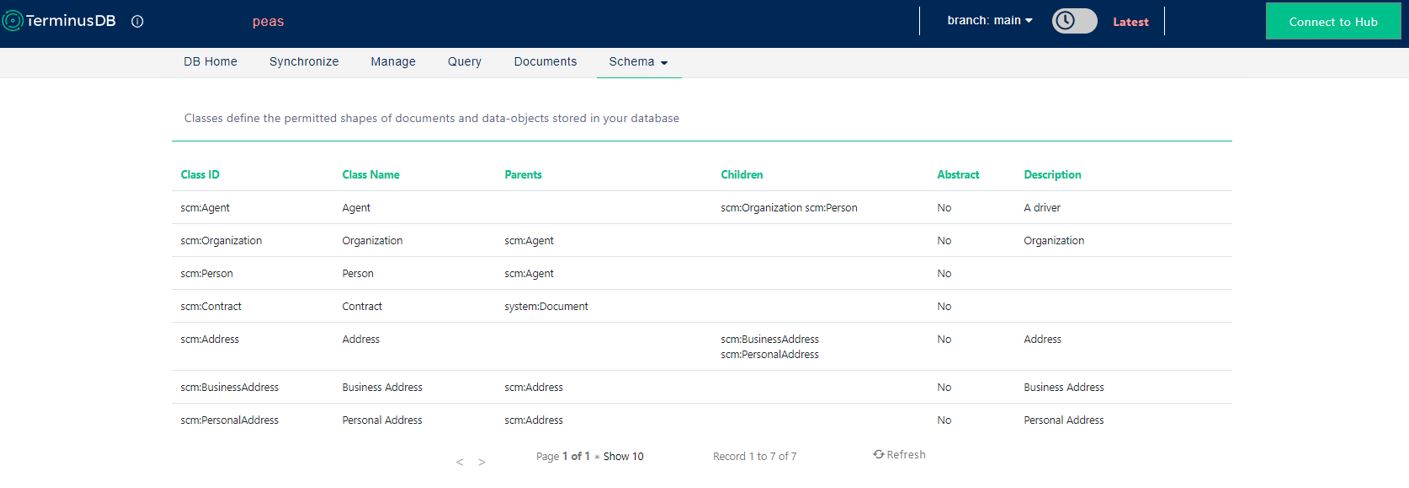 TerminusDB peas branch: main Latest Connect to Hub
DB Home Synchronize Manage Query Documents Schema
Classes define the permitted shapes of documents and data-objects stored in your database
Class ID Class Name Parents Children Abstract Description
scm:Agent Agent scm:Organization scm:Person No A driver
scm:Organization Organization scm:Agent No Organization
scm:Person Person scm:Agent No
scm:Contract Contract system:Document No
scm:Address Address scm:BusinessAddress No Address
scm:PersonalAddress
scm:BusinessAddress Business Address scm:Address No Business Address
scm:PersonalAddress Personal Address scm:Address No Personal Address
< > Page 1 of 1 Show 10 Record 1 to 7 of 7 Refresh